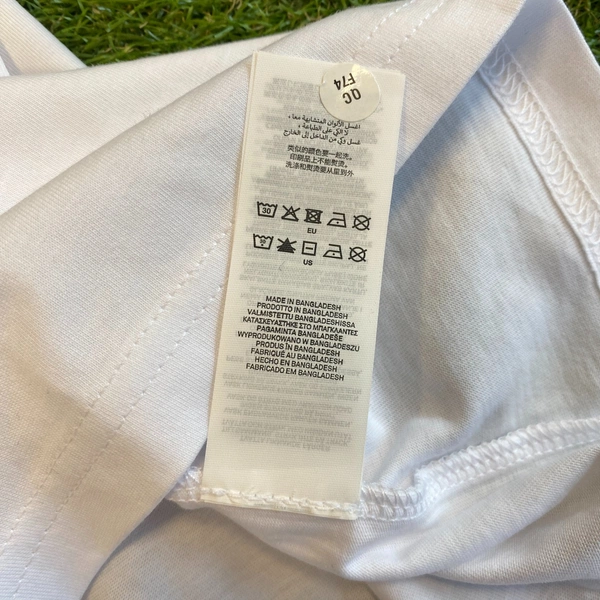 QC
F74
اغسل الألوان المتشابهة معا ،
لا تكي على الطباعة ،
غسل وكي من الداخل إلى الخارج
类似的颜色要一起洗。
印刷品上不能熨烫。
洗涤和熨烫要从里到外
30
EU
30
US
MADE IN BANGLADESH
PRODOTTO IN BANGLADESH
VALMISTETTU BANGLADESHISSA
ΚΑΤΑΣΚΕΥΑΣΤΗΚΕ ΣΤΟ ΜΠΑΓΚΛΑΝΤΕΣ
PAGAMINTA BANGLADEŠE
WYPRODUKOWANO W BANGLADESZU
PRODUS ÎN BANGLADESH
FABRIQUÉ AU BANGLADESH
HECHO EN BANGLADESH
FABRICADO EM BANGLADESH